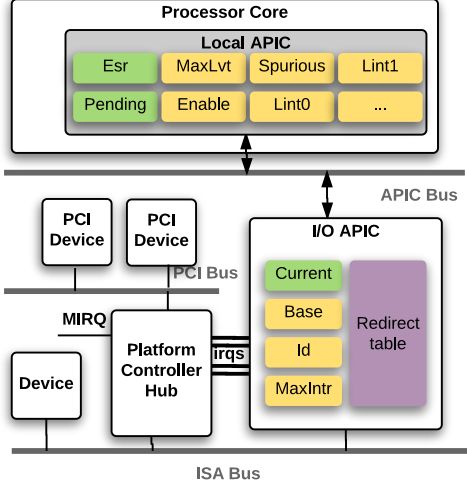 Processor Core
Local APIC
Esr
MaxLvt
Spurious
Lint1
Pending
Enable
Lint0
...
APIC Bus
PCI
Device
PCI
Device
I/O APIC
PCI Bus
Current
Base
Id
MaxIntr
Redirect
table
MIRQ
Platform
Controller
Hub
irqs
Device
ISA Bus